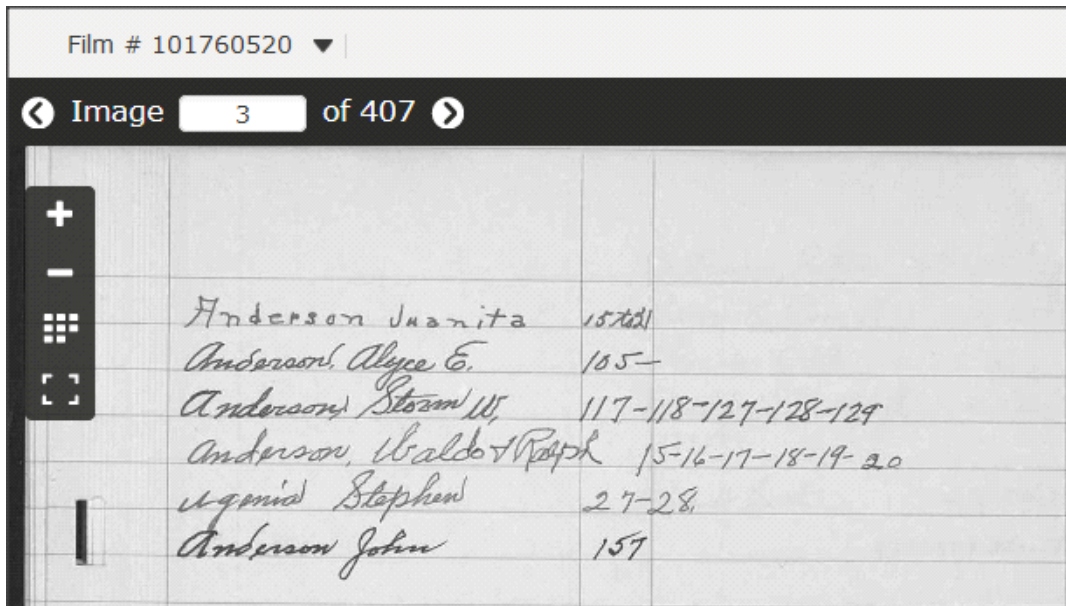 Film # 101760520
Image 3 of 407
Anderson Juanita 15 to 21
Anderson, Alyce E. 105-
Anderson, Storm W. 117-118-127-128-129
Anderson, Waldo + Ralph 15-16-17-18-19-20
Stephen 27-28
Anderson John 157